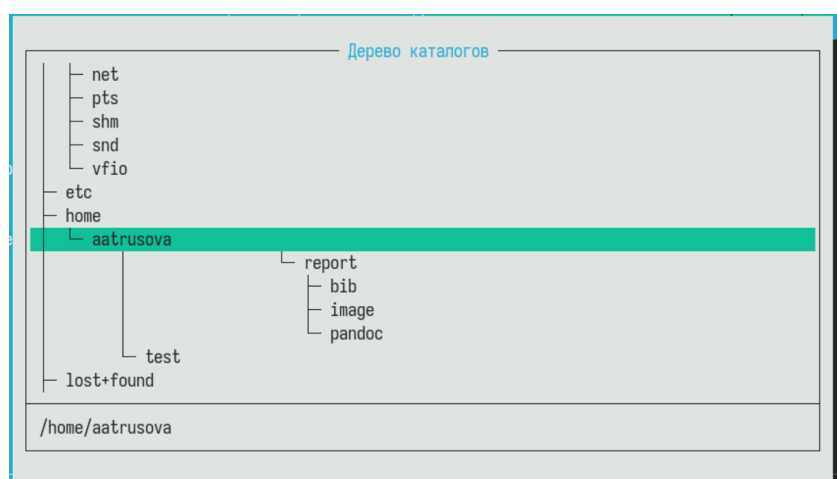 Дерево каталогов
net
pts
shm
snd
vfio
etc
home
aatrusova
report
bib
image
pandoc
test
lost+found
/home/aatrusova